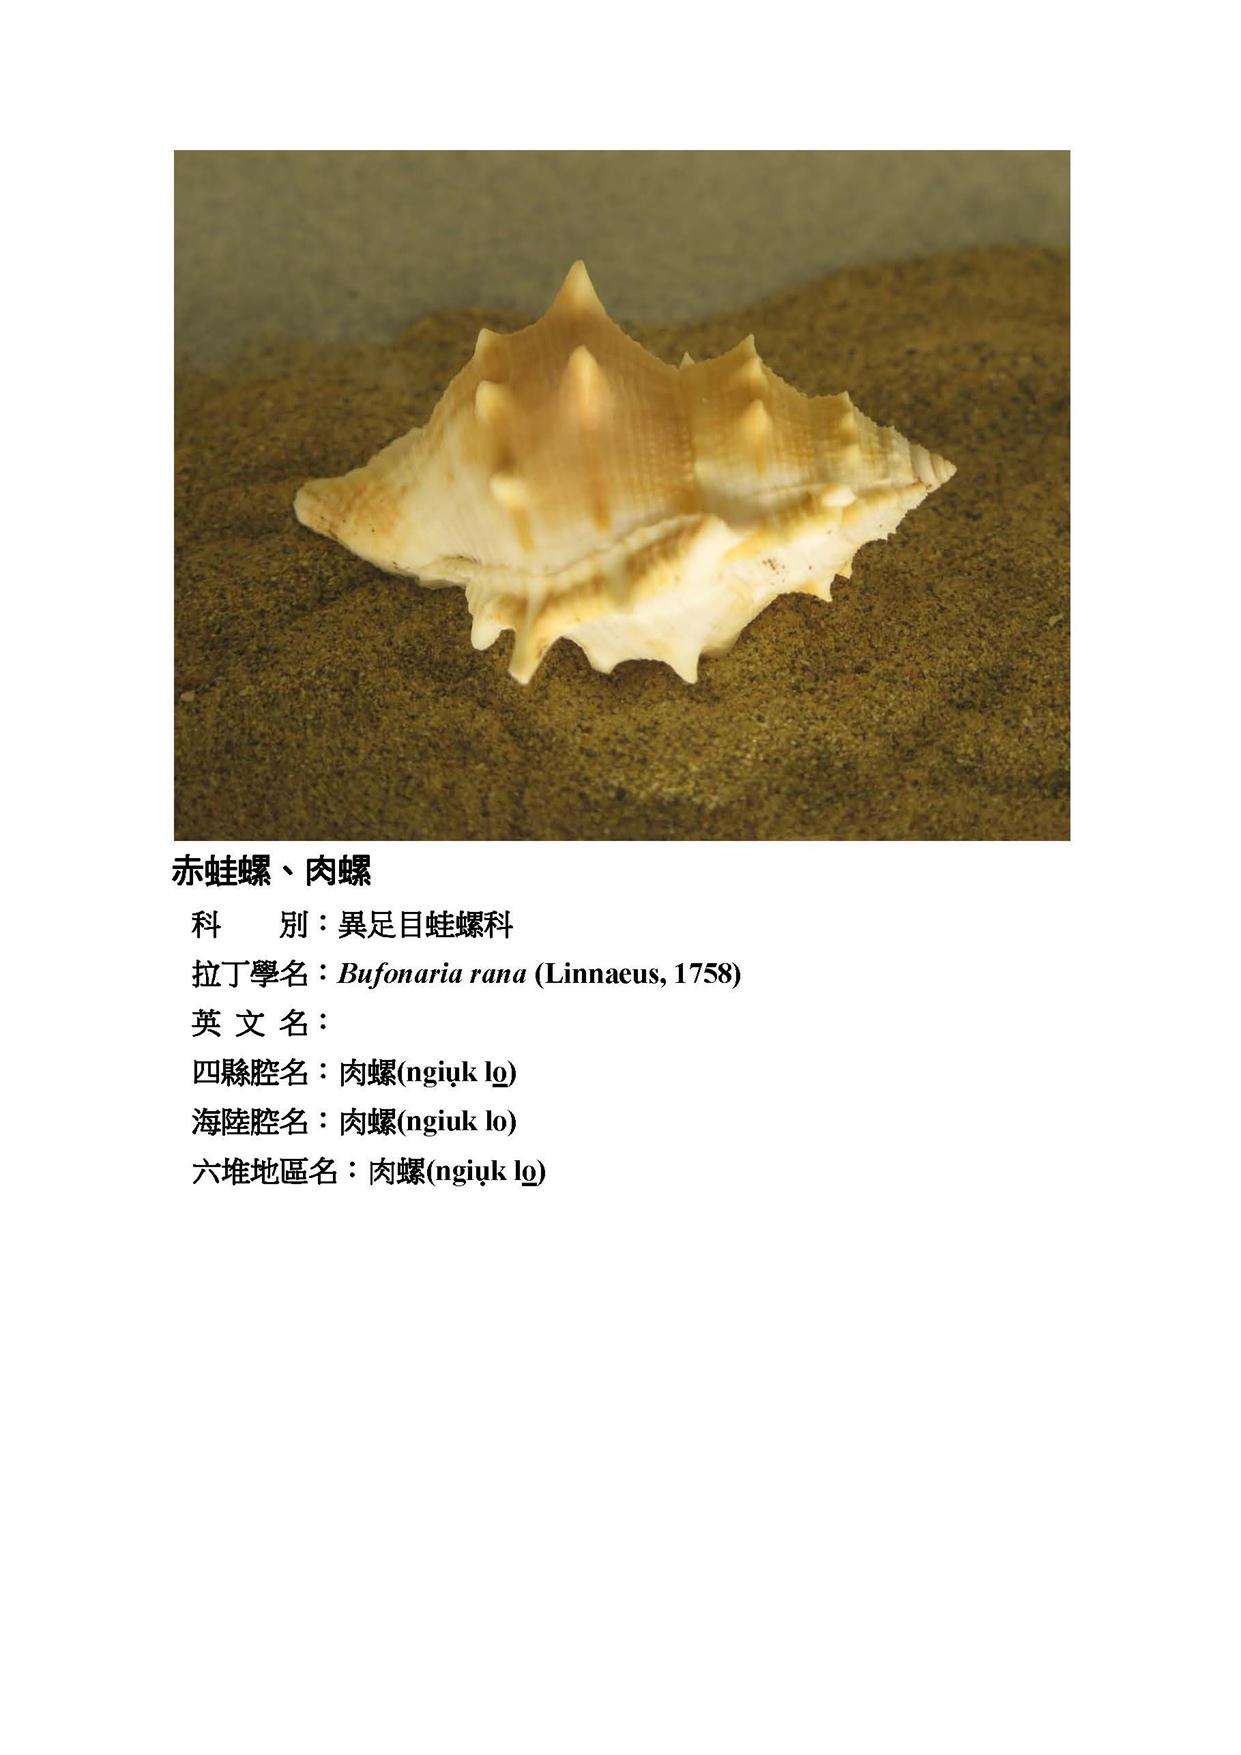 赤蛙螺、肉螺
科　　別：異足目蛙螺科
拉丁學名：Bufonaria rana (Linnaeus, 1758)
英 文 名：
四縣腔名：肉螺(ngiụk lo̲)
海陸腔名：肉螺(ngiuk lo)
六堆地區名：肉螺(ngiụk lo̲)